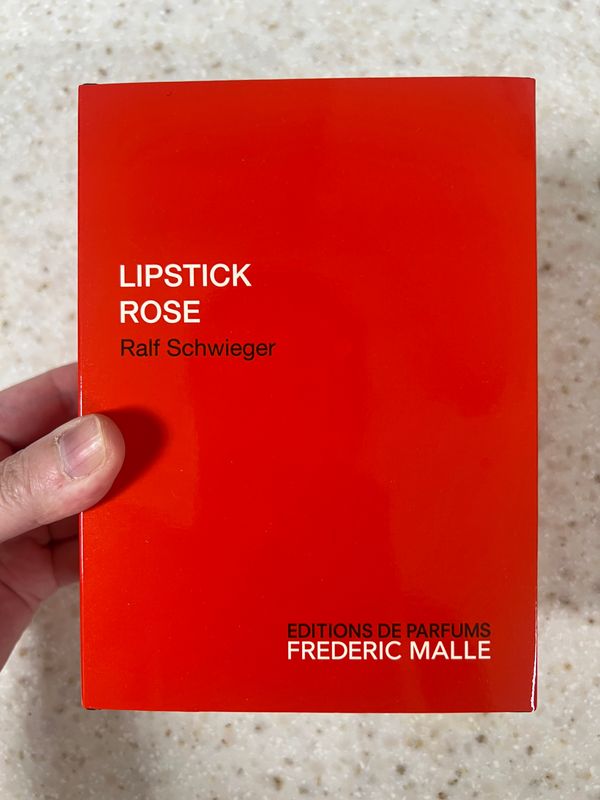 LIPSTICK
ROSE
Ralf Schwieger
EDITIONS DE PARFUMS
FREDERIC MALLE